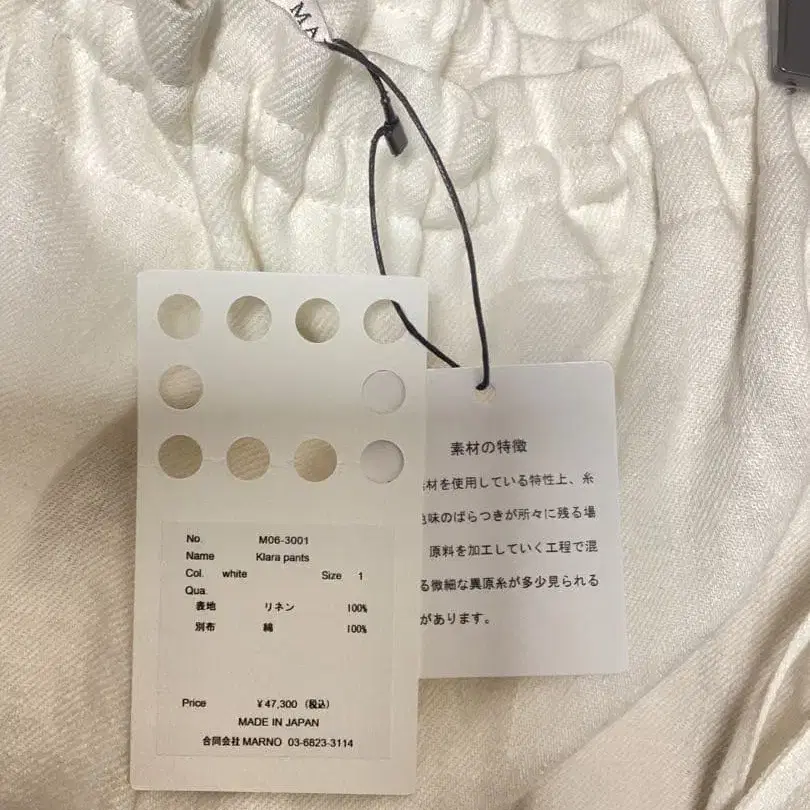 MA
No. M06-3001
Name Klara pants
Col. white Size 1
Qua.
表地 リネン 100%
別布 綿 100%
Price ¥47,300 (税込)
MADE IN JAPAN
合同会社 MARNO 03-6823-3114
素材の特徴
材を使用している特性上、糸
味のばらつきが所々に残る場
原料を加工していく工程で混
る微細な異原糸が多少見られる
があります。